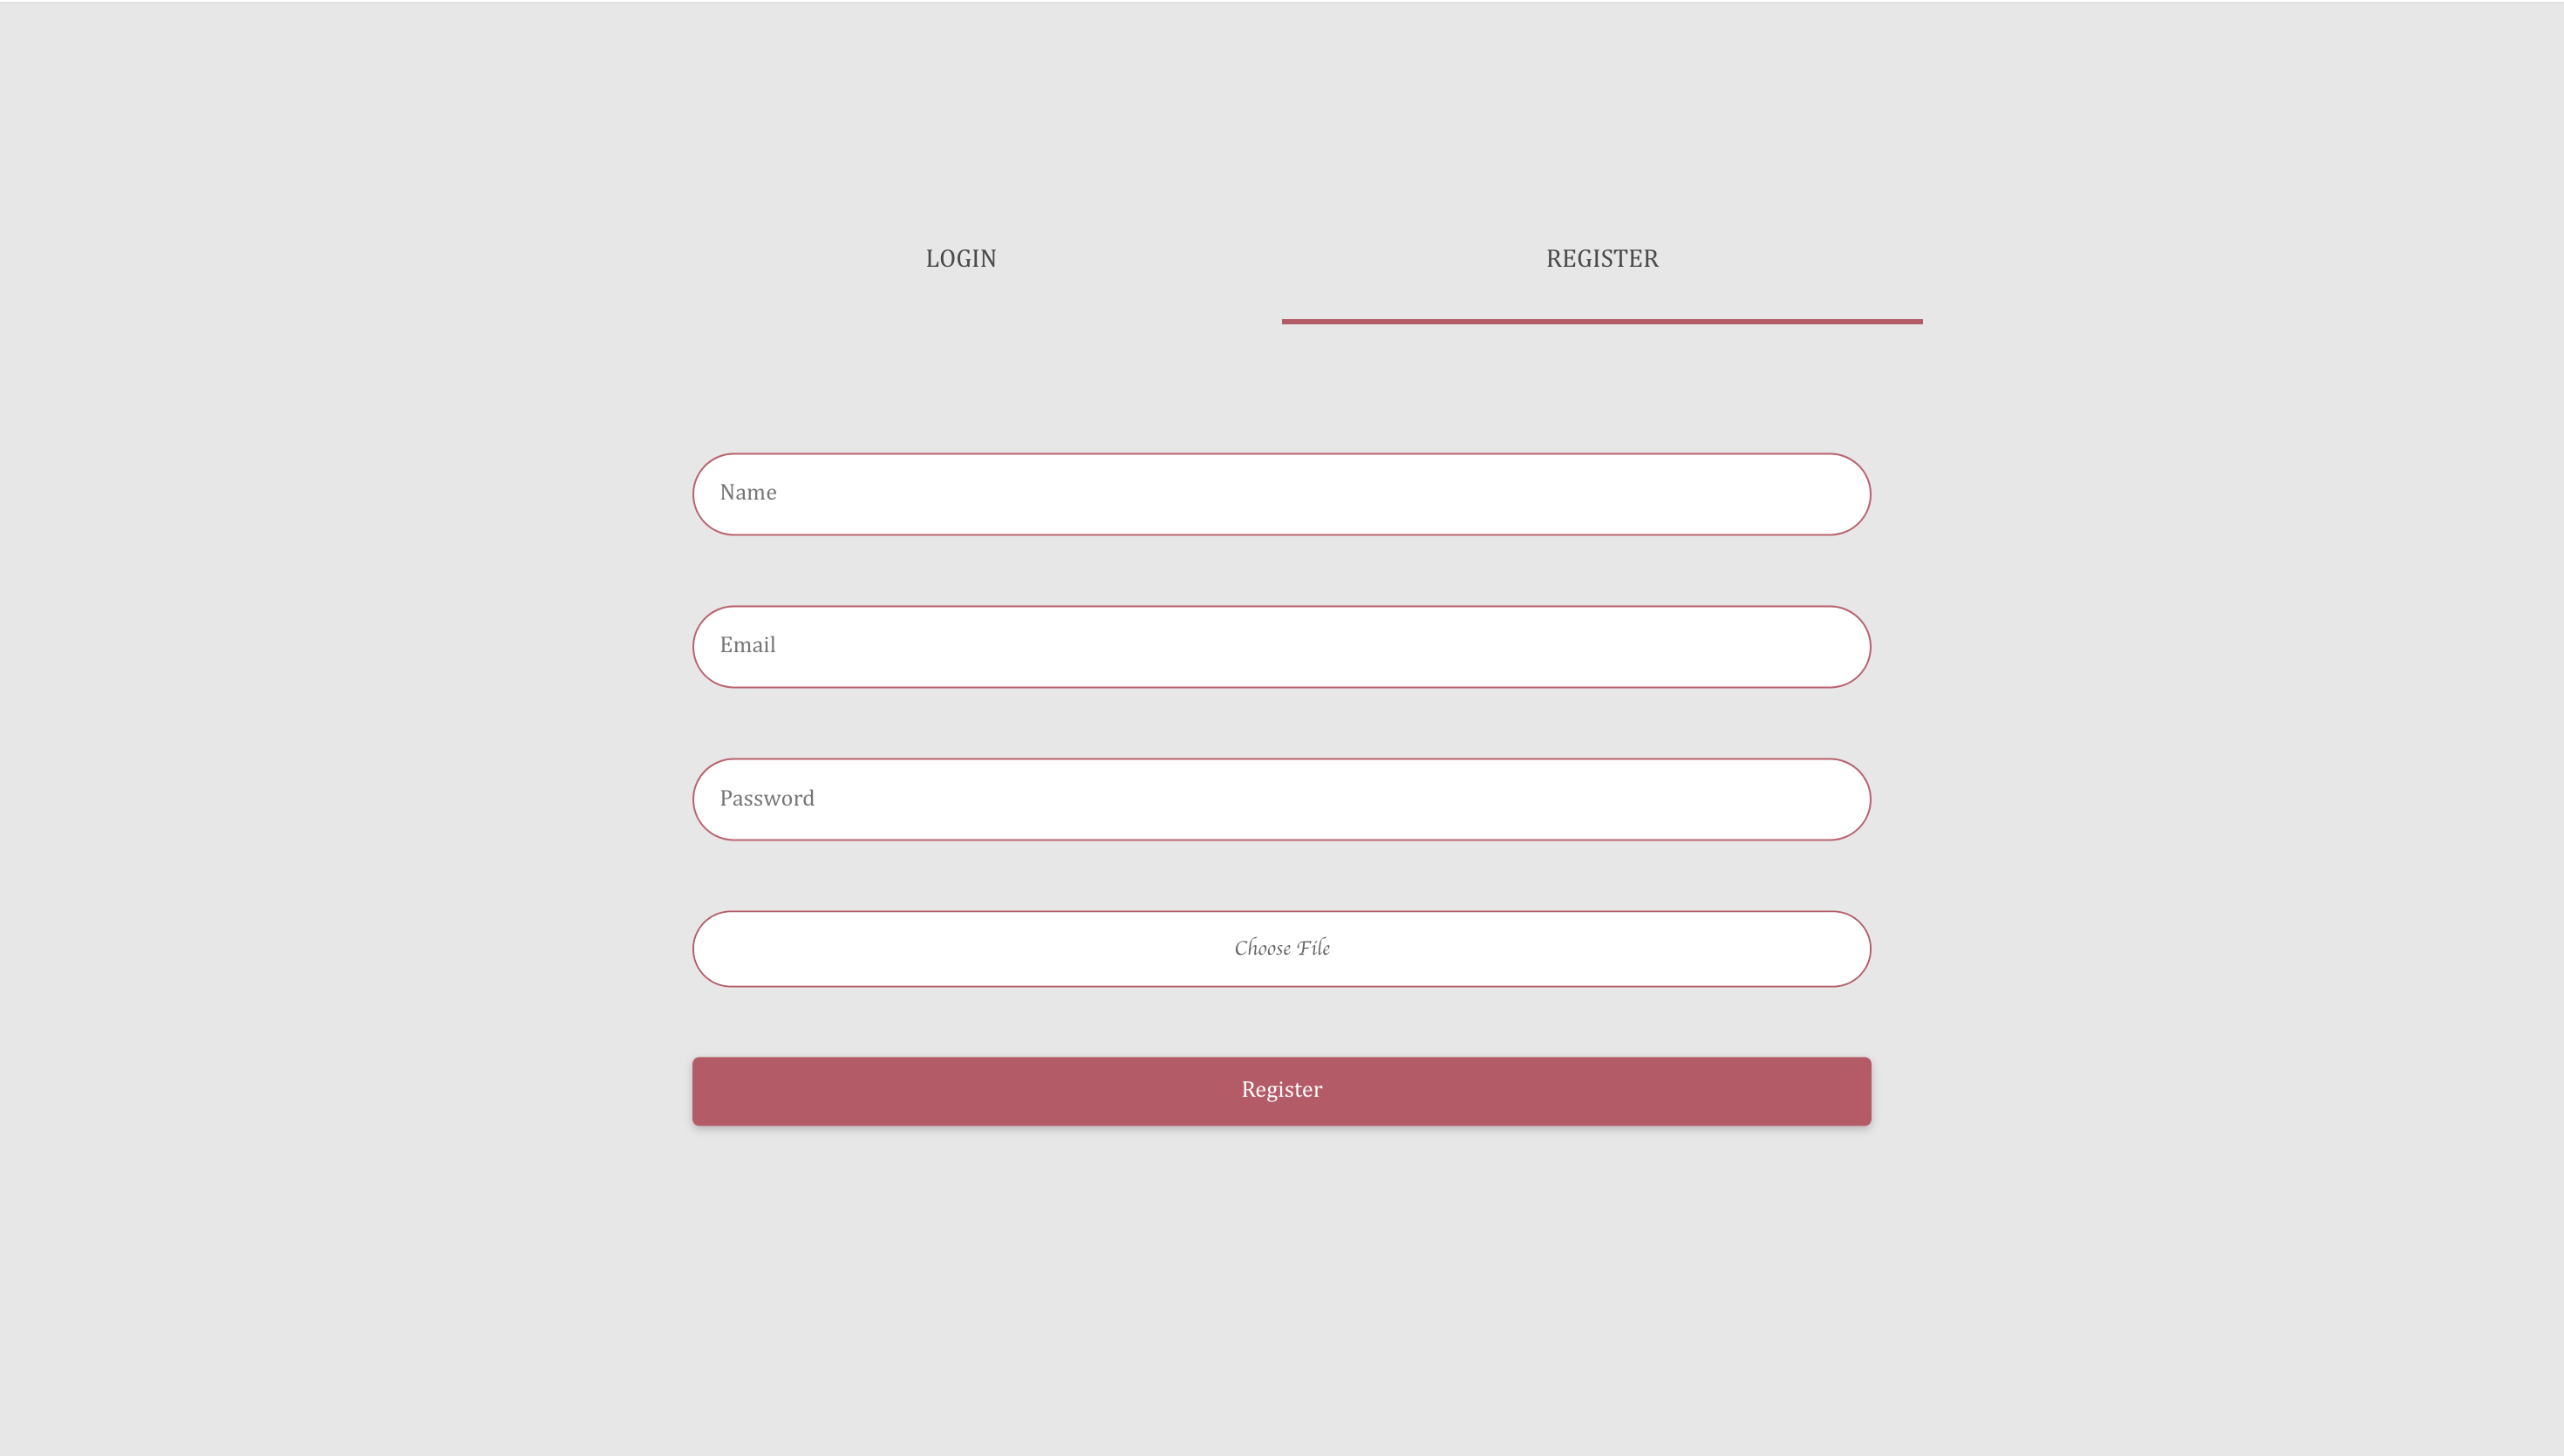 LOGIN REGISTER
Name
Email
Password
Choose File
Register